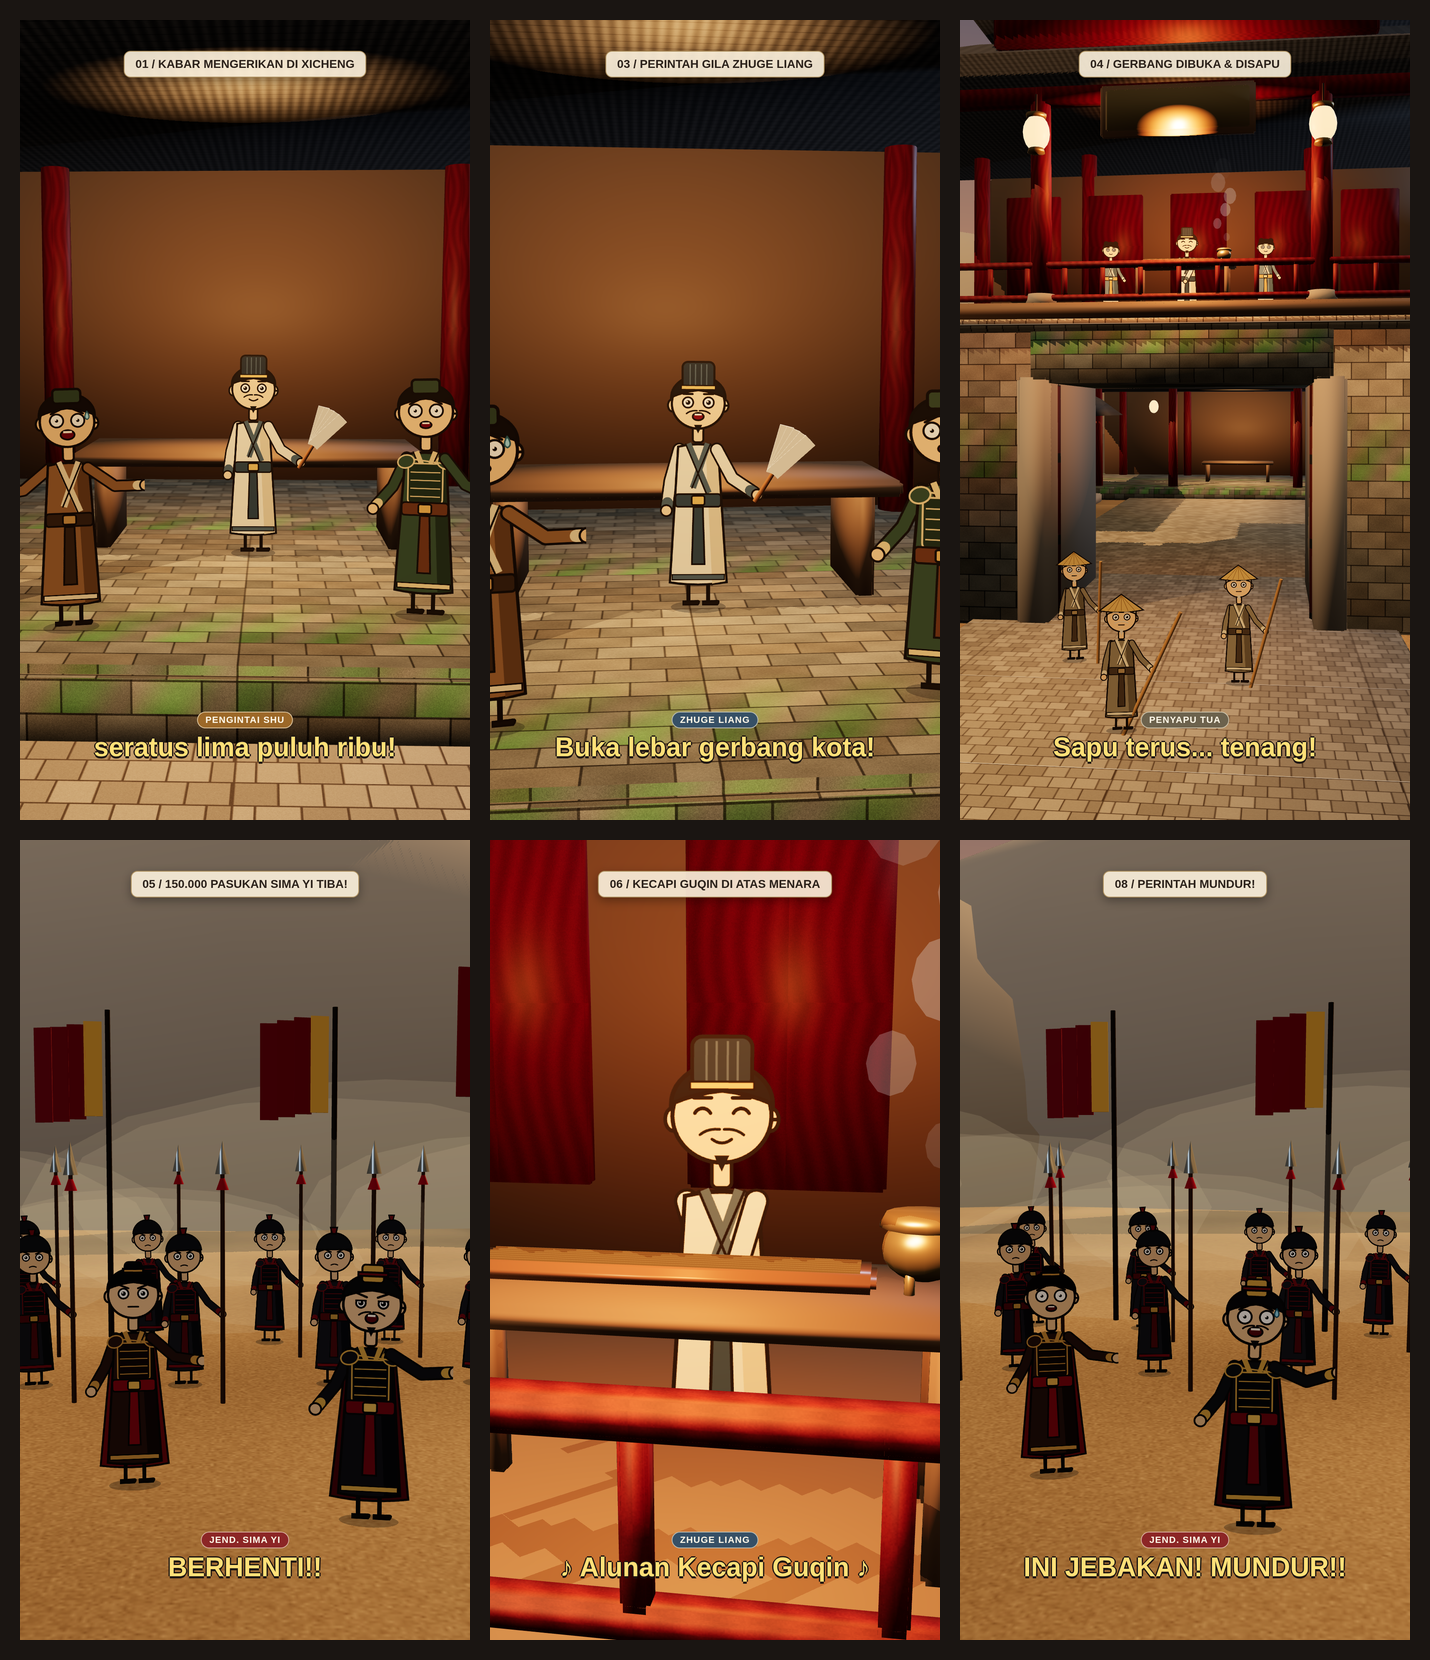 01 / KABAR MENGERIKAN DI XICHENG
PENGINTAI SHU
seratus lima puluh ribu!
03 / PERINTAH GILA ZHUGE LIANG
ZHUGE LIANG
Buka lebar gerbang kota!
04 / GERBANG DIBUKA & DISAPU
PENYAPU TUA
Sapu terus... tenang!
05 / 150.000 PASUKAN SIMA YI TIBA!
JEND. SIMA YI
BERHENTI!!
06 / KECAPI GUQIN DI ATAS MENARA
ZHUGE LIANG
♪ Alunan Kecapi Guqin ♪
08 / PERINTAH MUNDUR!
JEND. SIMA YI
INI JEBAKAN! MUNDUR!!